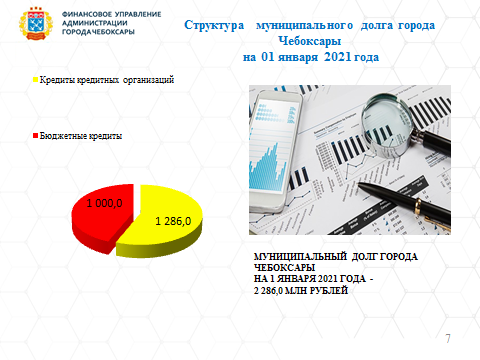 ФИНАНСОВОЕ УПРАВЛЕНИЕ
АДМИНИСТРАЦИИ
ГОРОДА ЧЕБОКСАРЫ
Структура муниципального долга города
Чебоксары
на 01 января 2021 года
Кредиты кредитных организаций
Бюджетные кредиты
1 000,0
1 286,0
МУНИЦИПАЛЬНЫЙ ДОЛГ ГОРОДА
ЧЕБОКСАРЫ
НА 1 ЯНВАРЯ 2021 ГОДА -
2 286,0 МЛН РУБЛЕЙ
7